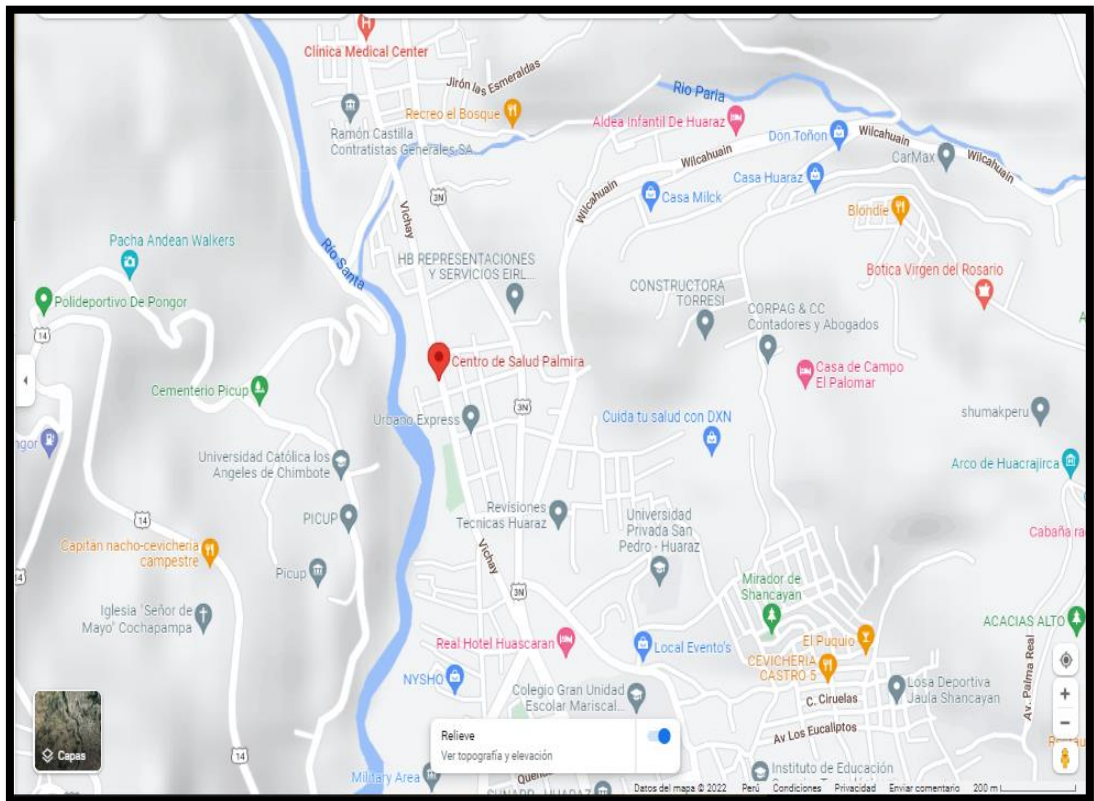 Clínica Medical Center
Jirón las Esmeraldas
Recreo el Bosque
Ramón Castilla
Contratistas Generales SA...
Río Paria
Aldea Infantil De Huaraz
Don Toñon
Wilcahuain
Wilcahuain
CarMax
Wilcahuain
Casa Huaraz
Casa Milck
Wilcahuain
3N
Vichay
Blondie
Pacha Andean Walkers
Río Santa
HB REPRESENTACIONES
Y SERVICIOS EIRL...
Botica Virgen del Rosario
CONSTRUCTORA
TORRESI
Polideportivo De Pongor
CORPAG & CC
Contadores y Abogados
14
Centro de Salud Palmira
Casa de Campo
El Palomar
Cementerio Picup
3N
Urbano Express
Cuida tu salud con DXN
shumakperu
ngor
Universidad Católica los
Angeles de Chimbote
Arco de Huacrajirca
PICUP
Revisiones
Tecnicas Huaraz
Universidad
Privada San
Pedro - Huaraz
14
Cabaña ra
Capitán nacho-cevicheria
campestre
Vichay
Picup
14
3N
Mirador de
Shancayan
Iglesia "Señor de
Mayo" Cochapampa
ACACIAS ALTO
Real Hotel Huascaran
Local Evento's
El Puquio
CEVICHERIA
CASTRO 5
NYSHO
Colegio Gran Unidad
Escolar Mariscal...
Losa Deportiva
Jaula Shancayan
C. Ciruelas
Av. Palma Real
Av Los Eucaliptos
Capas
14
Relieve
Ver topografía y elevación
Military Area
Instituto de Educación
Datos del mapa © 2022 Perú Condiciones Privacidad Enviar comentario 200 m